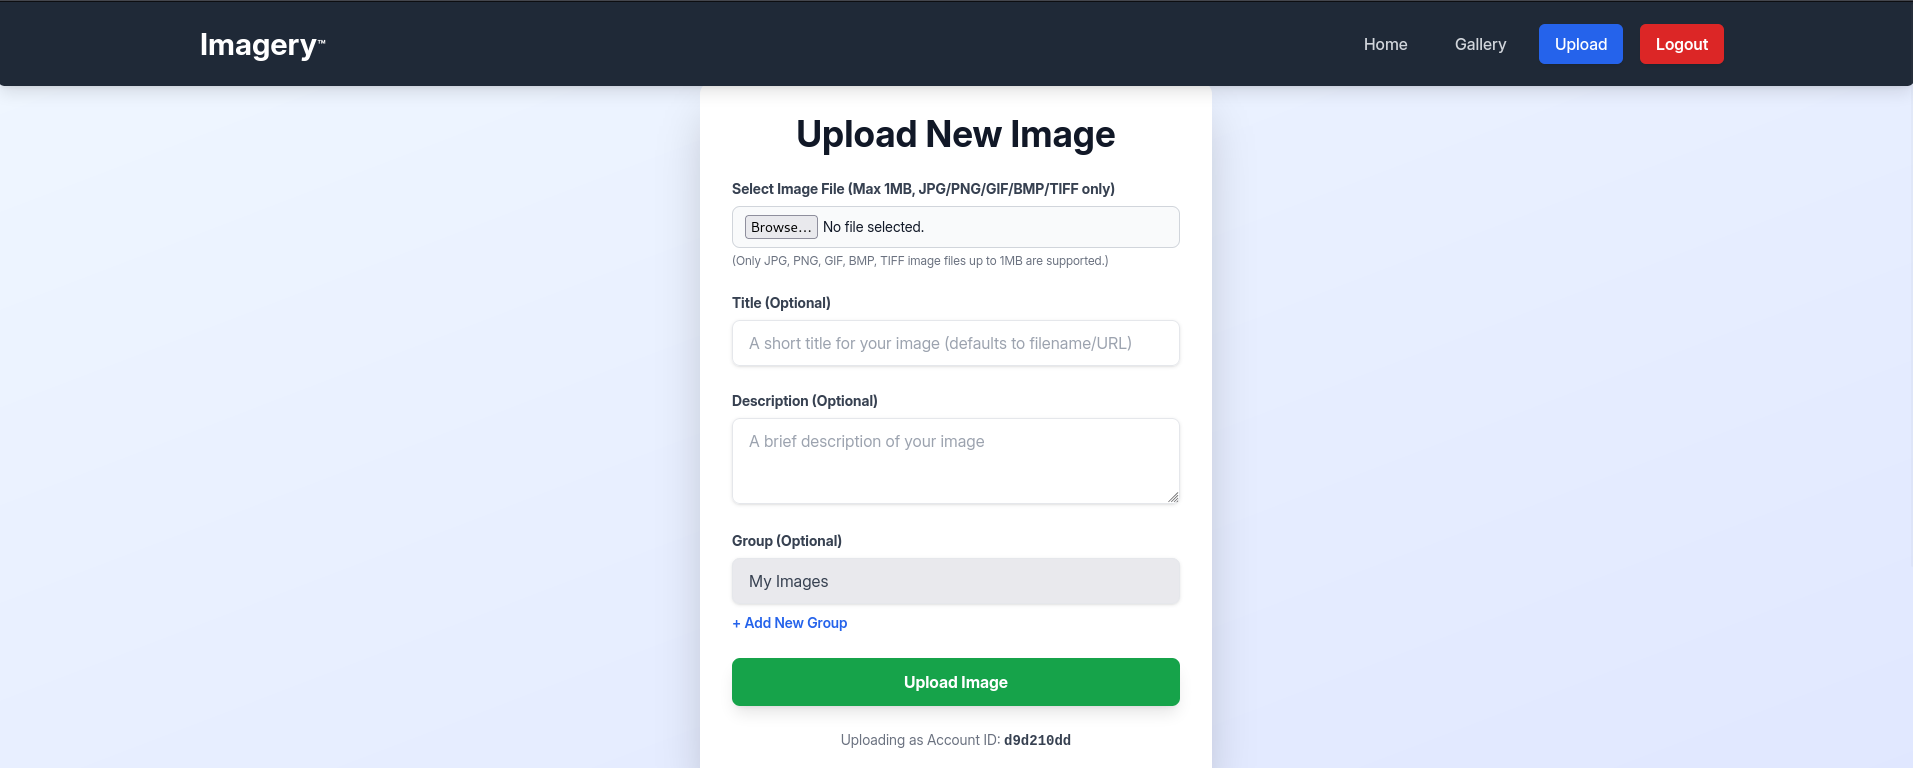 Imagery™
Home Gallery Upload Logout
Upload New Image
Select Image File (Max 1MB, JPG/PNG/GIF/BMP/TIFF only)
Browse... No file selected.
(Only JPG, PNG, GIF, BMP, TIFF image files up to 1MB are supported.)
Title (Optional)
A short title for your image (defaults to filename/URL)
Description (Optional)
A brief description of your image
Group (Optional)
My Images
+ Add New Group
Upload Image
Uploading as Account ID: d9d210dd